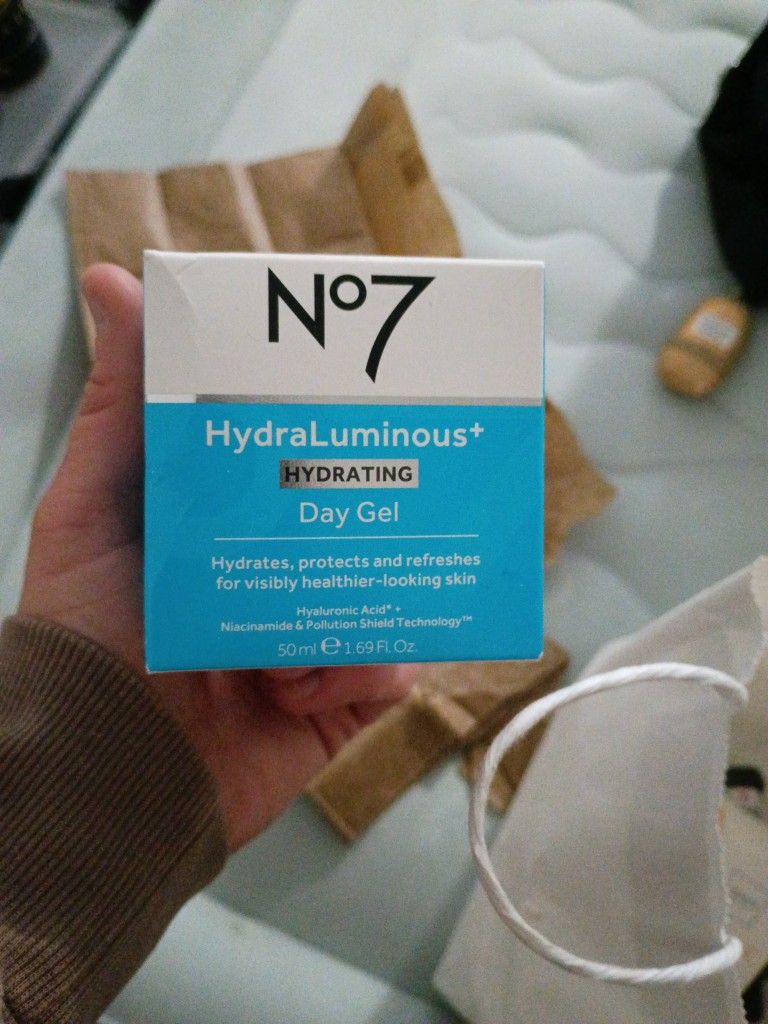 No7
HydraLuminous+
HYDRATING
Day Gel
Hydrates, protects and refreshes
for visibly healthier-looking skin
Hyaluronic Acid* +
Niacinamide & Pollution Shield Technology™
50 ml ℮ 1.69 Fl. Oz.